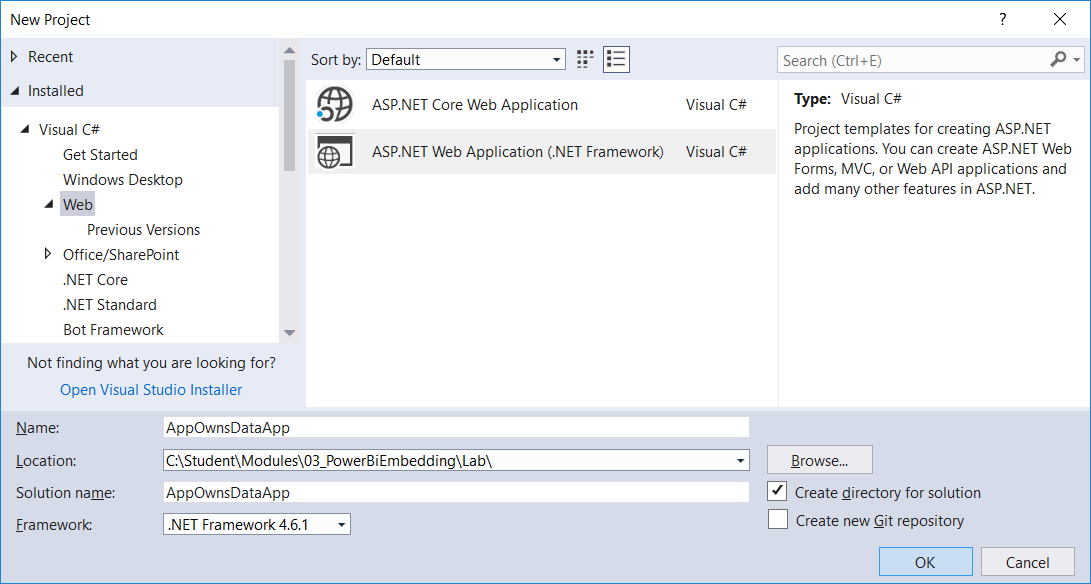 New Project
?
Recent
Installed
Visual C#
Get Started
Windows Desktop
Web
Previous Versions
Office/SharePoint
.NET Core
.NET Standard
Bot Framework
Not finding what you are looking for?
Open Visual Studio Installer
Sort by: Default
ASP.NET Core Web Application Visual C#
ASP.NET Web Application (.NET Framework) Visual C#
Search (Ctrl+E)
Type: Visual C#
Project templates for creating ASP.NET
applications. You can create ASP.NET Web
Forms, MVC, or Web API applications and
add many other features in ASP.NET.
Name: AppOwnsDataApp
Location: C:\Student\Modules\03_PowerBiEmbedding\Lab\ Browse...
Solution name: AppOwnsDataApp
Create directory for solution
Framework: .NET Framework 4.6.1
Create new Git repository
OK Cancel